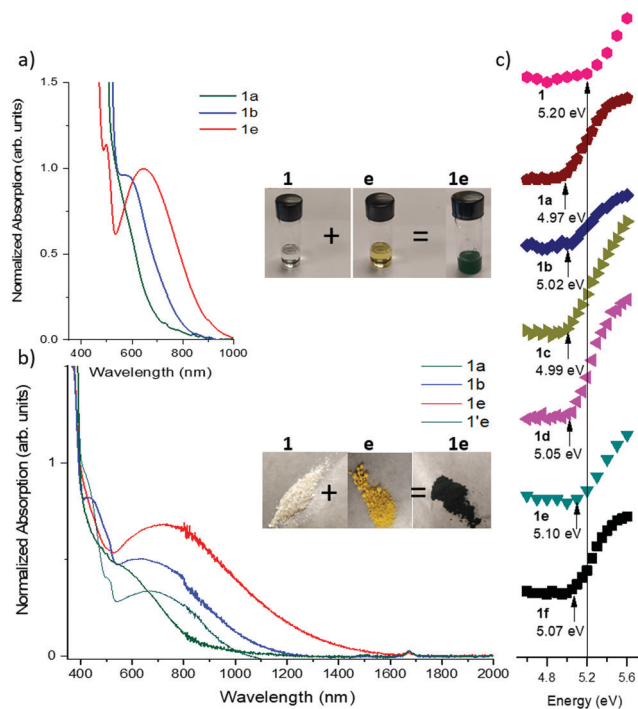 a)
1.5
1.0
0.5
0.0
Normalized Absorption (arb. units)
400 600 800 1000
Wavelength (nm)
1a
1b
1e
1 e 1e
+ =
b)
1
0
Normalized Absorption (arb. units)
400 600 800 1000 1200 1400 1600 1800 2000
Wavelength (nm)
1a
1b
1e
1'e
1 e 1e
+ =
c)
1
5.20 eV
1a
4.97 eV
1b
5.02 eV
1c
4.99 eV
1d
5.05 eV
1e
5.10 eV
1f
5.07 eV
4.8 5.2 5.6
Energy (eV)